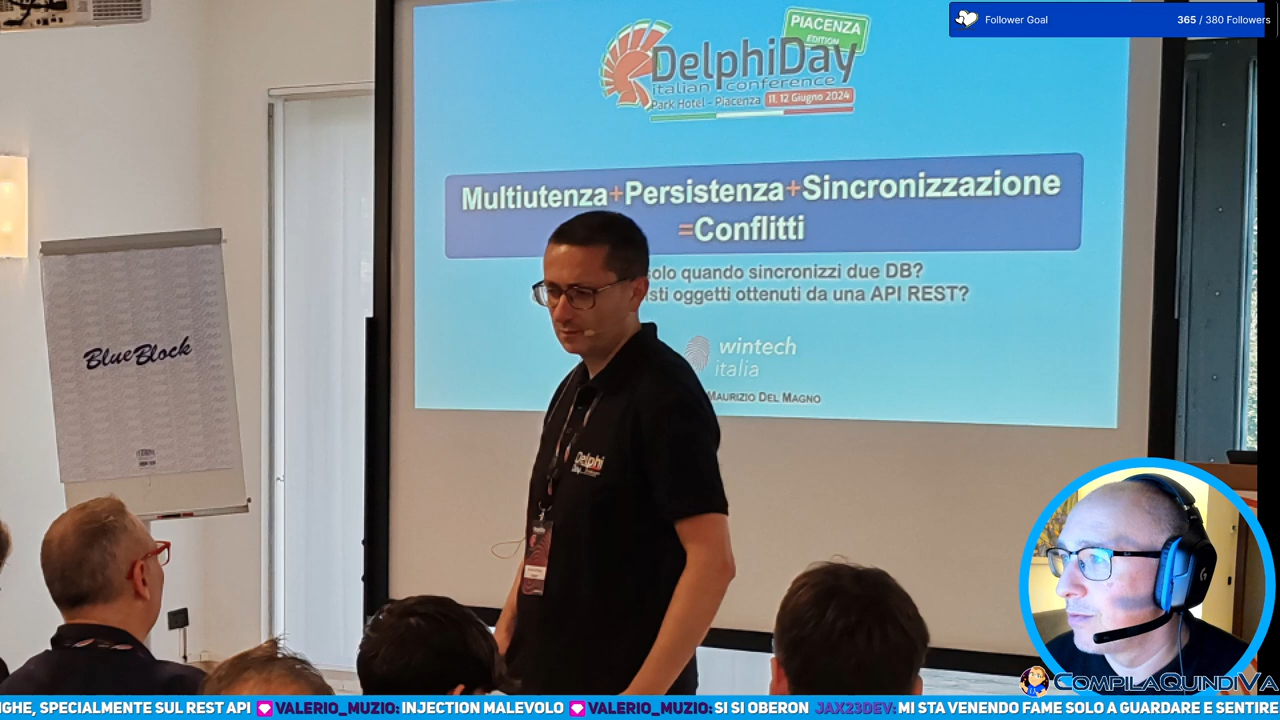 Follower Goal
365 / 380 Followers
PIACENZA
EDITION
DelphiDay
italian conference
Park Hotel - Piacenza 11, 12 Giugno 2024
Multiutenza+Persistenza+Sincronizzazione
=Conflitti
solo quando sincronizzi due DB?
oggetti ottenuti da una API REST?
wintech
italia
MAURIZIO DEL MAGNO
BlueBlock
Delphi
Day
COMPILAQUINDIVA
GHE, SPECIALMENTE SUL REST API VALERIO_MUZIO: INJECTION MALEVOLO VALERIO_MUZIO: SI SI OBERON JAX23DEV: MI STA VENENDO FAME SOLO A GUARDARE E SENTIRE